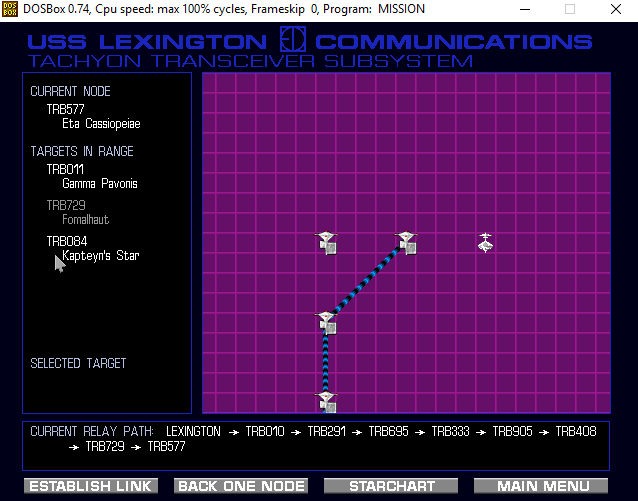 DOSBox 0.74, Cpu speed: max 100% cycles, Frameskip 0, Program: MISSION
USS LEXINGTON COMMUNICATIONS
TACHYON TRANSCEIVER SUBSYSTEM
CURRENT NODE
TRB577
Eta Cassiopeiae
TARGETS IN RANGE
TRB011
Gamma Pavonis
TRB729
Fomalhaut
TRB084
Kapteyn's Star
SELECTED TARGET
CURRENT RELAY PATH: LEXINGTON → TRB010 → TRB291 → TRB695 → TRB333 → TRB905 → TRB408
→ TRB729 → TRB577
ESTABLISH LINK BACK ONE NODE STARCHART MAIN MENU